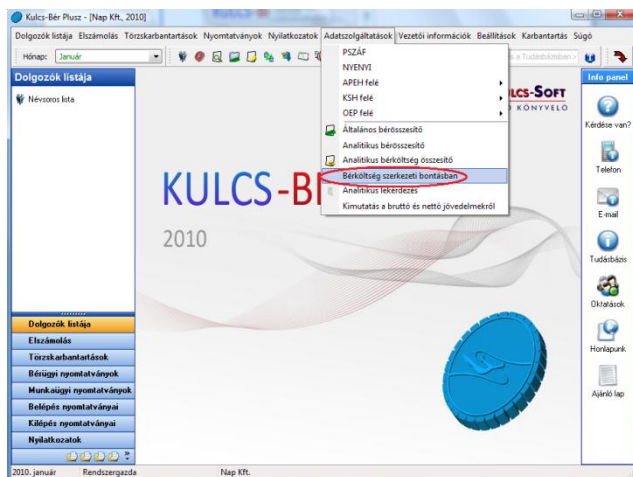 Kulcs-Bér Plusz - [Nap Kft., 2010]
Dolgozók listája Elszámolás Törzskarbantartások Nyomtatványok Nyilatkozatok Adatszolgáltatások Vezetői információk Beállítások Karbantartás Súgó
Hónap: Január
Dolgozók listája
Névsoros lista
PSZÁF
NYENYI
APEH felé
KSH felé
OEP felé
Általános bérösszesítő
Analitikus bérösszesítő
Analitikus bérköltség összesítő
Bérköltség szerkezeti bontásban
Analitikus lekérdezés
Kimutatás a bruttó és nettó jövedelmekről
LCS-SOFT
KÖNYVELŐ
KULCS-BÉ
2010
Info panel
Kérdése van?
Telefon
E-mail
Tudásbázis
Oktatások
Honlapunk
Ajánló lap
Dolgozók listája
Elszámolás
Törzskarbantartások
Bérügyi nyomtatványok
Munkaügyi nyomtatványok
Belépés nyomtatványai
Kilépés nyomtatványai
Nyilatkozatok
2010. január Rendszergazda Nap Kft.